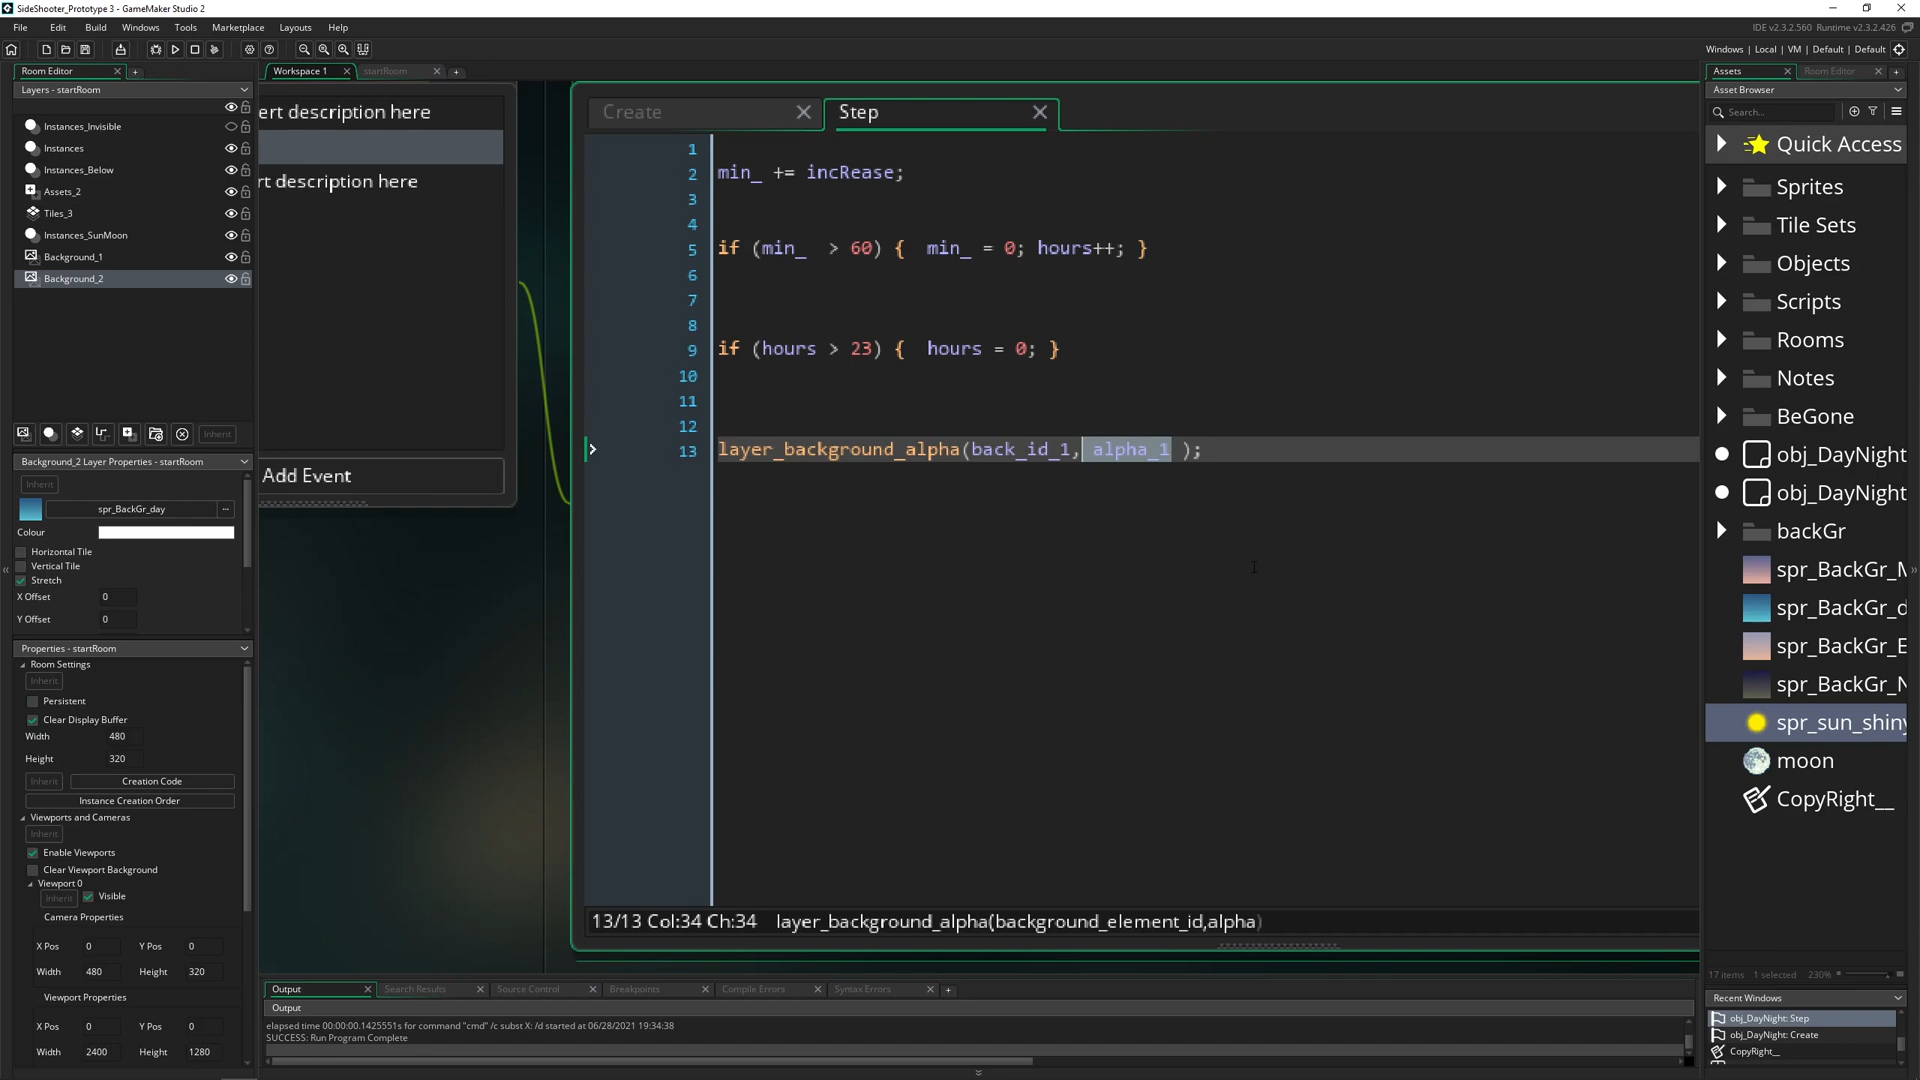 SideShooter_Prototype 3 - GameMaker Studio 2
File Edit Build Windows Tools Marketplace Layouts Help
IDE v2.3.2.560 Runtime v2.3.2.426
Windows | Local | VM | Default | Default
Room Editor
Workspace 1
startRoom
Assets
Room Editor
Layers - startRoom
Asset Browser
Search...
Instances_Invisible
Instances
Instances_Below
Assets_2
Tiles_3
Instances_SunMoon
Background_1
Background_2
Inherit
Background_2 Layer Properties - startRoom
Inherit
spr_BackGr_day
...
Colour
Horizontal Tile
Vertical Tile
Stretch
X Offset 0
Y Offset 0
Properties - startRoom
Room Settings
Inherit
Persistent
Clear Display Buffer
Width 480
Height 320
Inherit
Creation Code
Instance Creation Order
Viewports and Cameras
Inherit
Enable Viewports
Clear Viewport Background
Viewport 0
Inherit
Visible
Camera Properties
X Pos 0 Y Pos 0
Width 480 Height 320
Viewport Properties
X Pos 0 Y Pos 0
Width 2400 Height 1280
ert description here
rt description here
Add Event
Create
Step
1
2 min_ += incRease;
3
4
5 if (min_  > 60) {  min_ = 0; hours++; }
6
7
8
9 if (hours > 23) {  hours = 0; }
10
11
12
13 layer_background_alpha(back_id_1, alpha_1 );
13/13 Col:34 Ch:34 layer_background_alpha(background_element_id,alpha)
Output
Search Results
Source Control
Breakpoints
Compile Errors
Syntax Errors
Output
elapsed time 00:00:00.1425551s for command "cmd" /c subst X: /d started at 06/28/2021 19:34:38
SUCCESS: Run Program Complete
Quick Access
Sprites
Tile Sets
Objects
Scripts
Rooms
Notes
BeGone
obj_DayNight
obj_DayNight
backGr
spr_BackGr_M
spr_BackGr_d
spr_BackGr_E
spr_BackGr_N
spr_sun_shiny
moon
CopyRight__
17 items 1 selected 230%
Recent Windows
obj_DayNight: Step
obj_DayNight: Create
CopyRight__